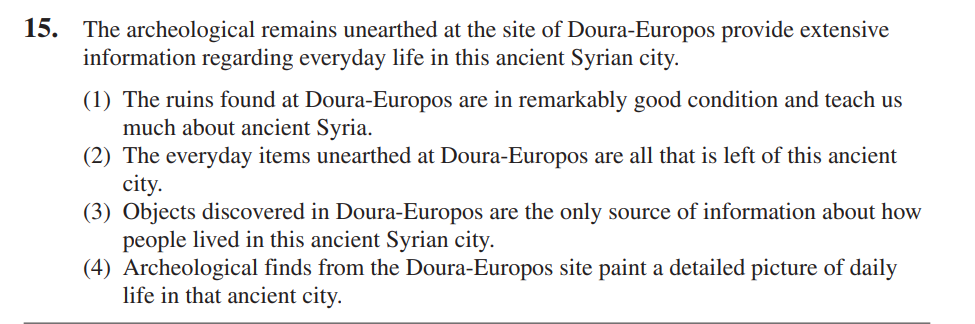 15. The archeological remains unearthed at the site of Doura-Europos provide extensive
information regarding everyday life in this ancient Syrian city.
(1) The ruins found at Doura-Europos are in remarkably good condition and teach us
much about ancient Syria.
(2) The everyday items unearthed at Doura-Europos are all that is left of this ancient
city.
(3) Objects discovered in Doura-Europos are the only source of information about how
people lived in this ancient Syrian city.
(4) Archeological finds from the Doura-Europos site paint a detailed picture of daily
life in that ancient city.